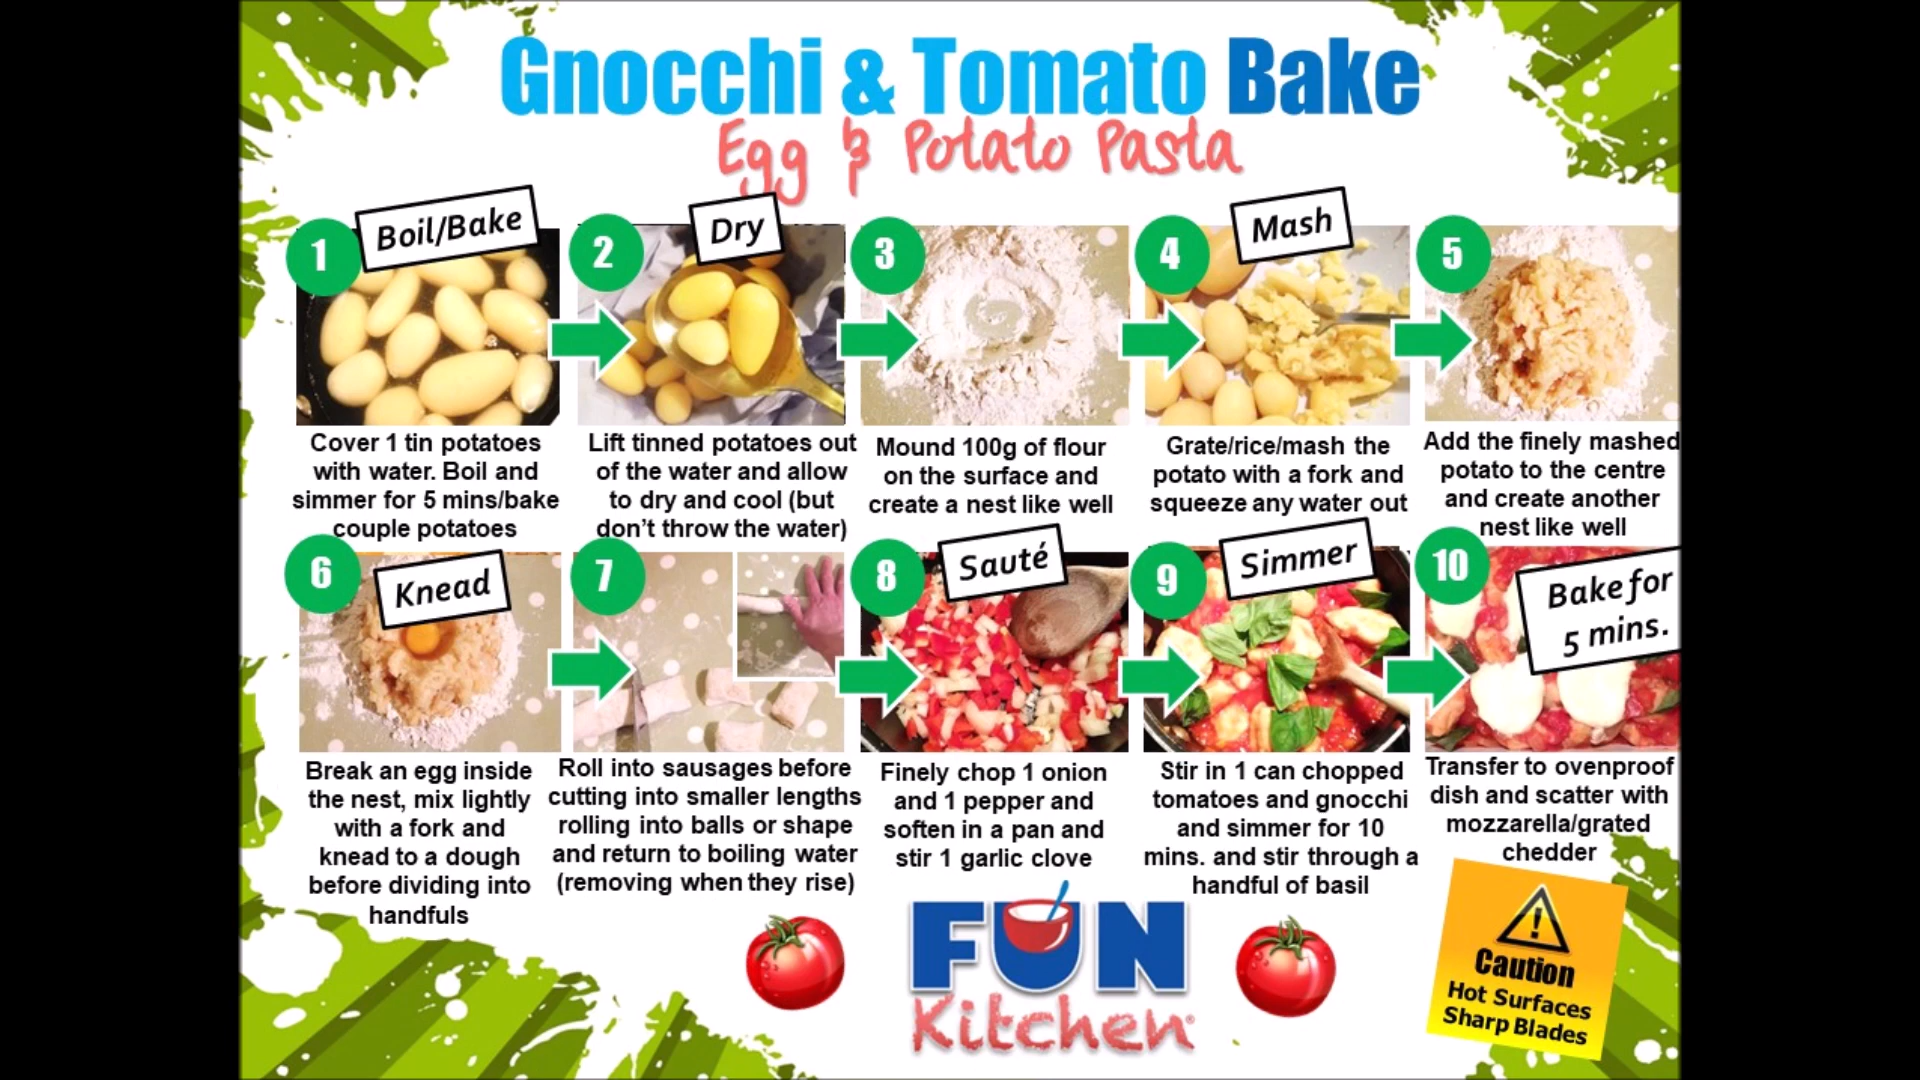 Gnocchi & Tomato Bake
Egg & Potato Pasta
1
Boil/Bake
Cover 1 tin potatoes
with water. Boil and
simmer for 5 mins/bake
couple potatoes
2
Dry
Lift tinned potatoes out
of the water and allow
to dry and cool (but
don't throw the water)
3
Mound 100g of flour
on the surface and
create a nest like well
4
Mash
Grate/rice/mash the
potato with a fork and
squeeze any water out
5
Add the finely mashed
potato to the centre
and create another
nest like well
6
Knead
Break an egg inside
the nest, mix lightly
with a fork and
knead to a dough
before dividing into
handfuls
7
Roll into sausages before
cutting into smaller lengths
rolling into balls or shape
and return to boiling water
(removing when they rise)
8
Sauté
Finely chop 1 onion
and 1 pepper and
soften in a pan and
stir 1 garlic clove
9
Simmer
Stir in 1 can chopped
tomatoes and gnocchi
and simmer for 10
mins. and stir through a
handful of basil
10
Bake for
5 mins.
Transfer to ovenproof
dish and scatter with
mozzarella/grated
chedder
FUN
Kitchen®
Caution
Hot Surfaces
Sharp Blades